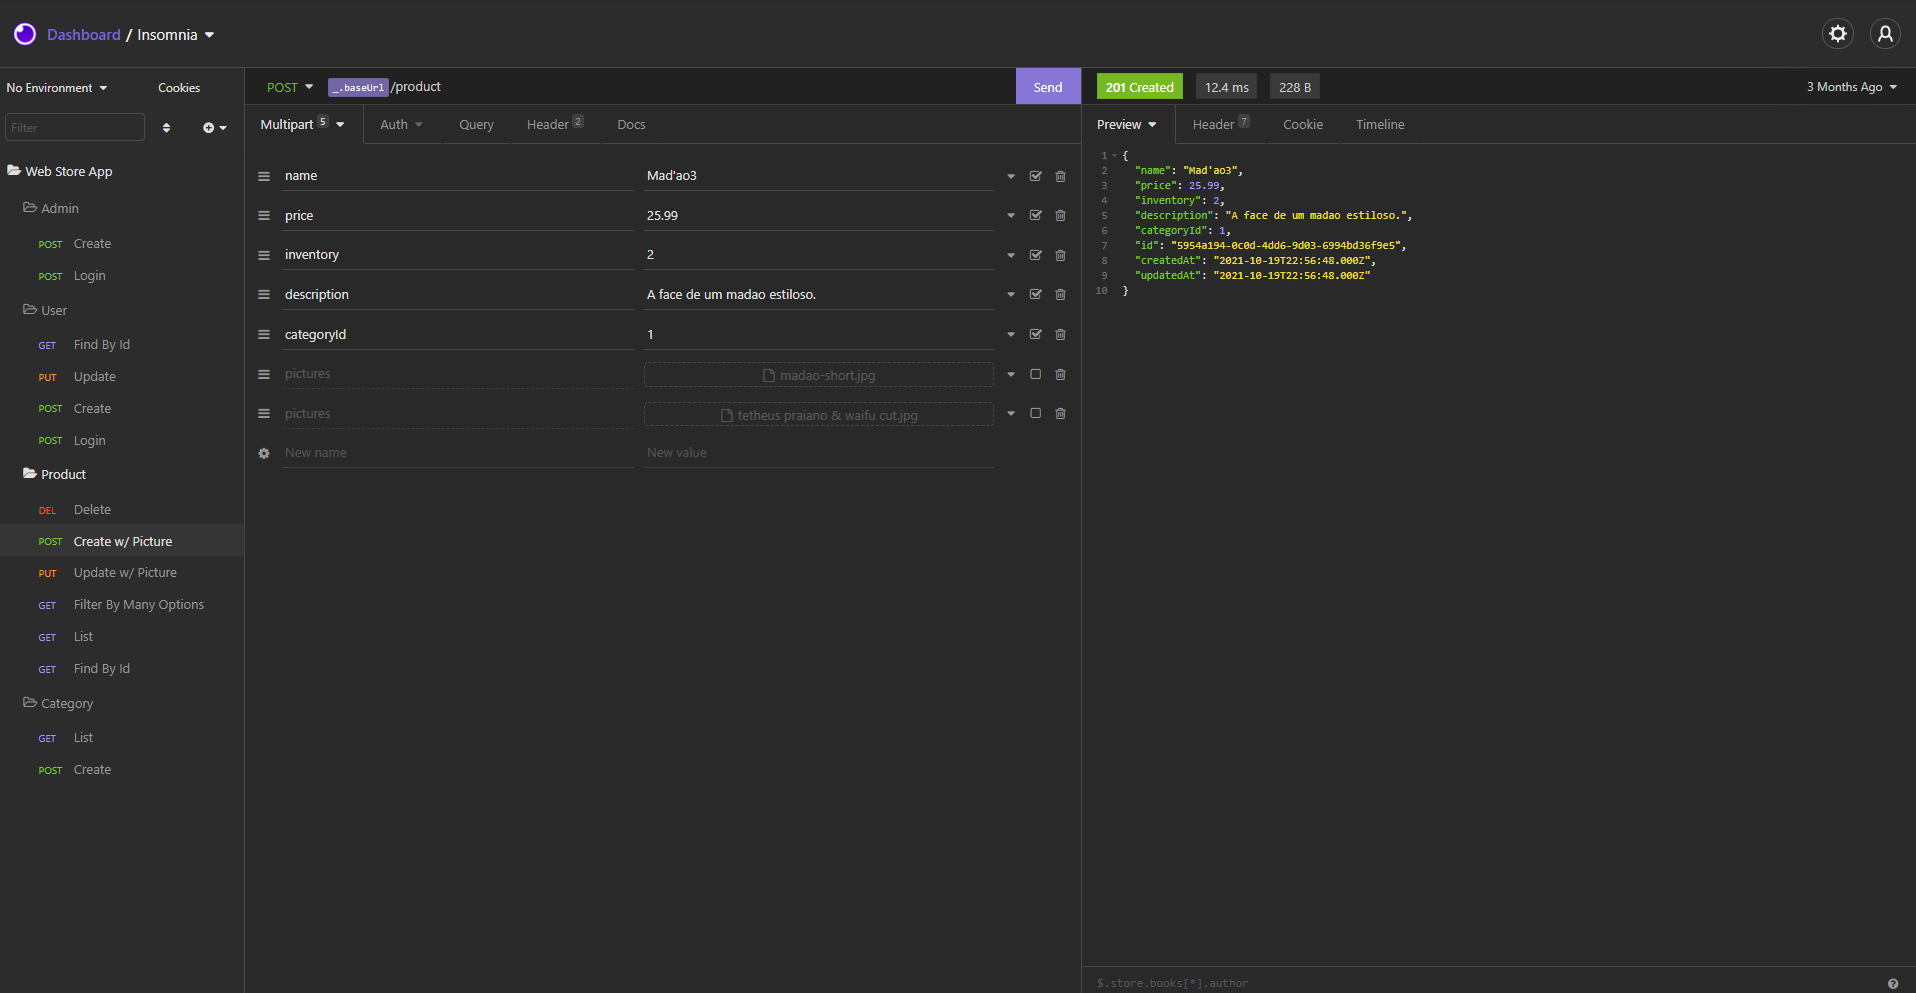 Dashboard / Insomnia
No Environment
Cookies
Filter
Web Store App
Admin
POST Create
POST Login
User
GET Find By Id
PUT Update
POST Create
POST Login
Product
DEL Delete
POST Create w/ Picture
PUT Update w/ Picture
GET Filter By Many Options
GET List
GET Find By Id
Category
GET List
POST Create
POST _.baseUrl /product Send
Multipart 5 Auth Query Header 2 Docs
name Mad'ao3
price 25.99
inventory 2
description A face de um madao estiloso.
categoryId 1
pictures madao-short.jpg
pictures tetheus praiano & waifu cut.jpg
New name New value
201 Created 12.4 ms 228 B 3 Months Ago
Preview Header 7 Cookie Timeline
1 {
2 "name": "Mad'ao3",
3 "price": 25.99,
4 "inventory": 2,
5 "description": "A face de um madao estiloso.",
6 "categoryId": 1,
7 "id": "5954a194-0c0d-4dd6-9d03-6994bd36f9e5",
8 "createdAt": "2021-10-19T22:56:48.000Z",
9 "updatedAt": "2021-10-19T22:56:48.000Z"
10 }
$.store.books[*].author